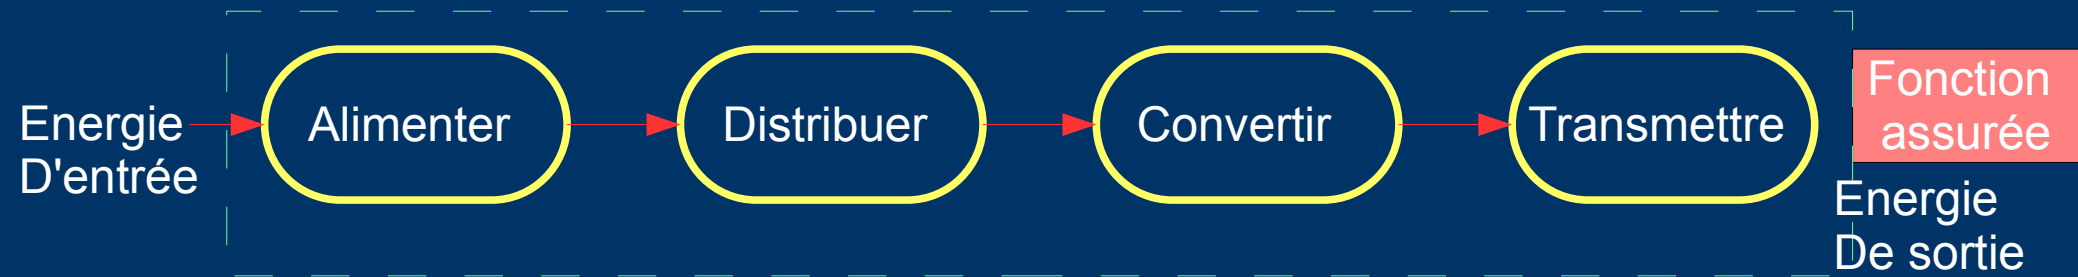 Energie
D'entrée
Alimenter
Distribuer
Convertir
Transmettre
Fonction
assurée
Energie
De sortie